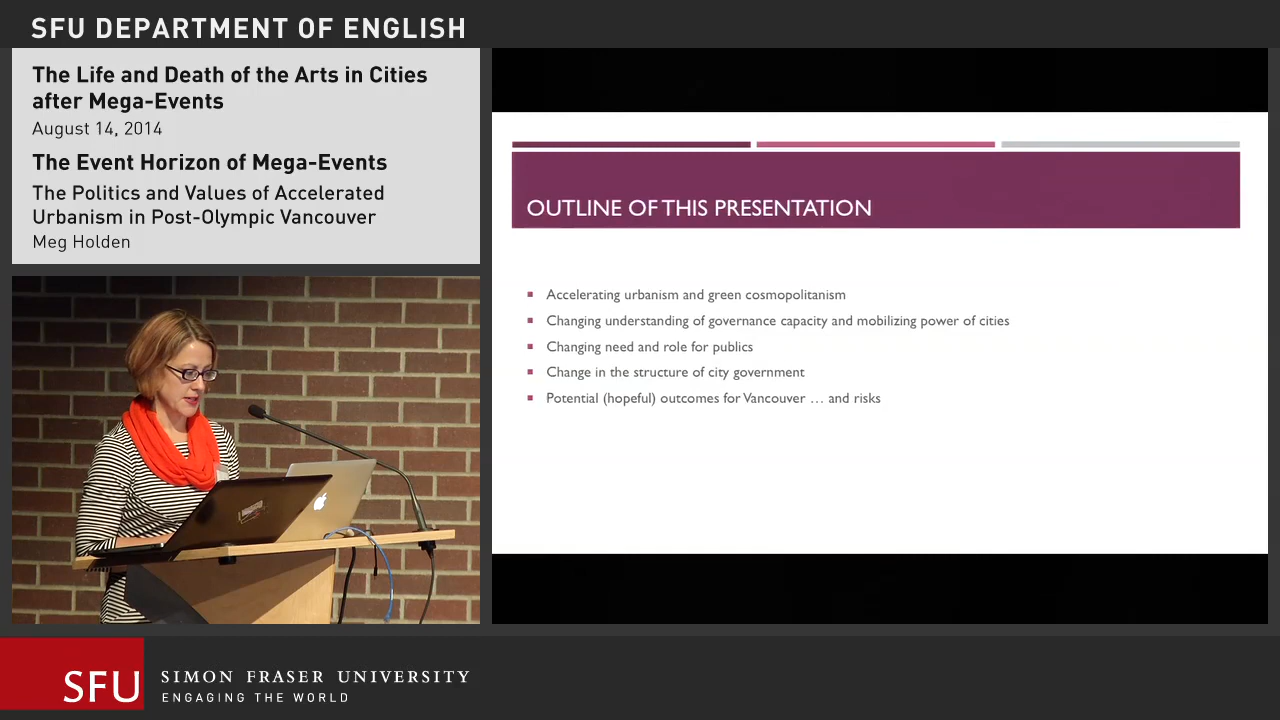 SFU DEPARTMENT OF ENGLISH
The Life and Death of the Arts in Cities
after Mega-Events
August 14, 2014
The Event Horizon of Mega-Events
The Politics and Values of Accelerated
Urbanism in Post-Olympic Vancouver
Meg Holden
OUTLINE OF THIS PRESENTATION
Accelerating urbanism and green cosmopolitanism
Changing understanding of governance capacity and mobilizing power of cities
Changing need and role for publics
Change in the structure of city government
Potential (hopeful) outcomes for Vancouver … and risks
SFU
SIMON FRASER UNIVERSITY
ENGAGING THE WORLD